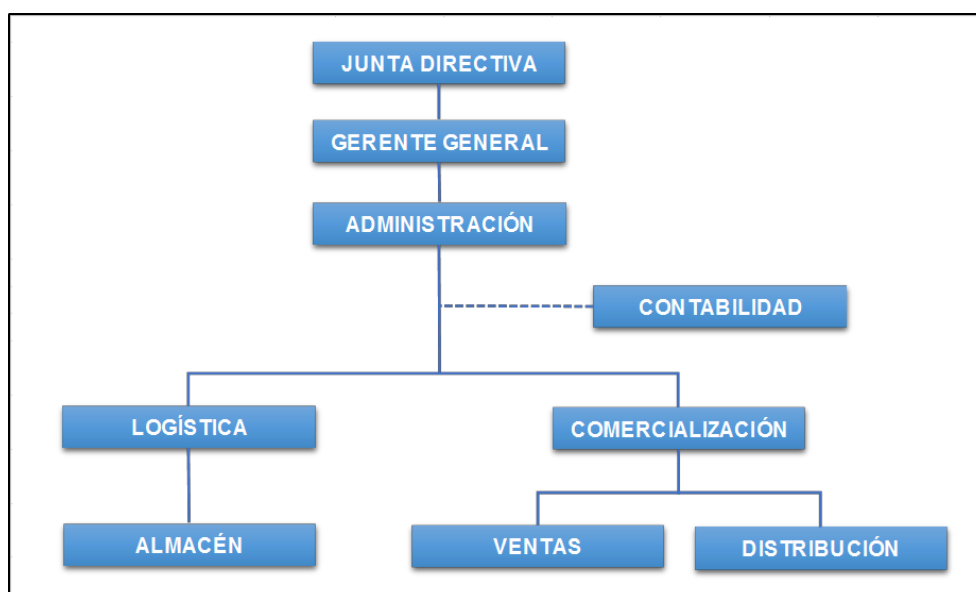 JUNTA DIRECTIVA
GERENTE GENERAL
ADMINISTRACIÓN
CONTABILIDAD
LOGÍSTICA
COMERCIALIZACIÓN
ALMACÉN
VENTAS
DISTRIBUCIÓN